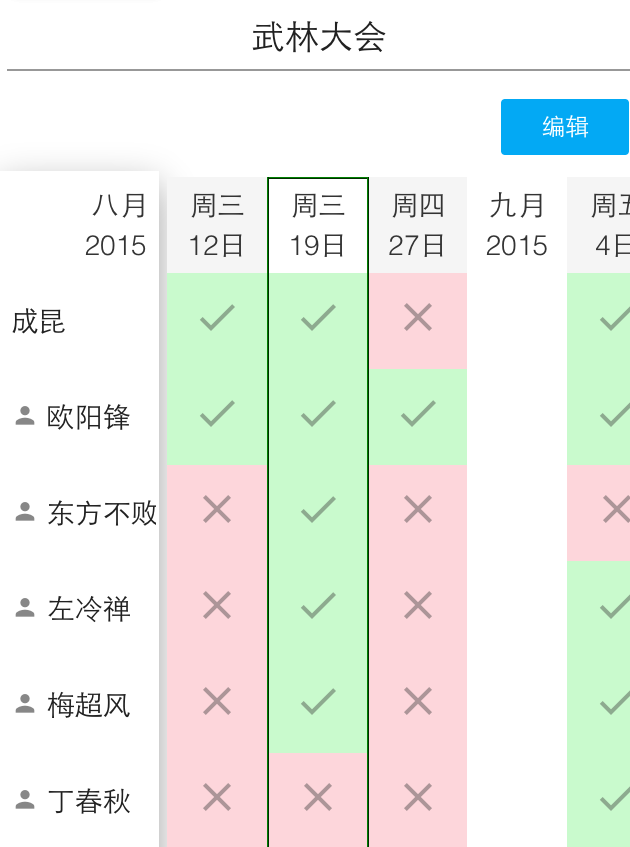 武林大会
编辑
八月 周三 周三 周四 九月 周五
2015 12日 19日 27日 2015 4日
成昆
欧阳锋
东方不败
左冷禅
梅超风
丁春秋